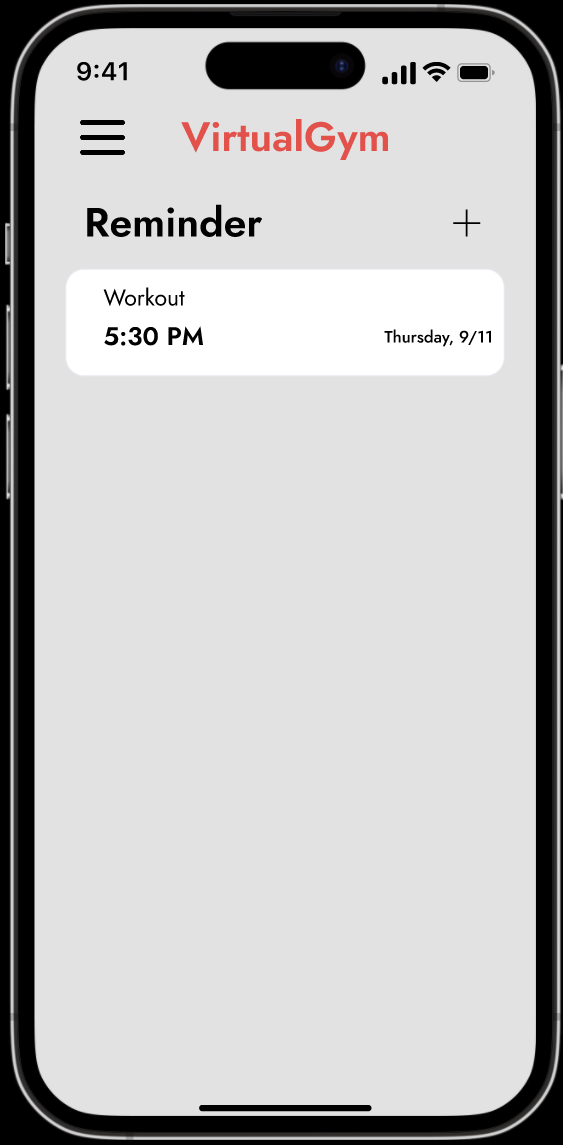 9:41
VirtualGym
Reminder
Workout
5:30 PM
Thursday, 9/11